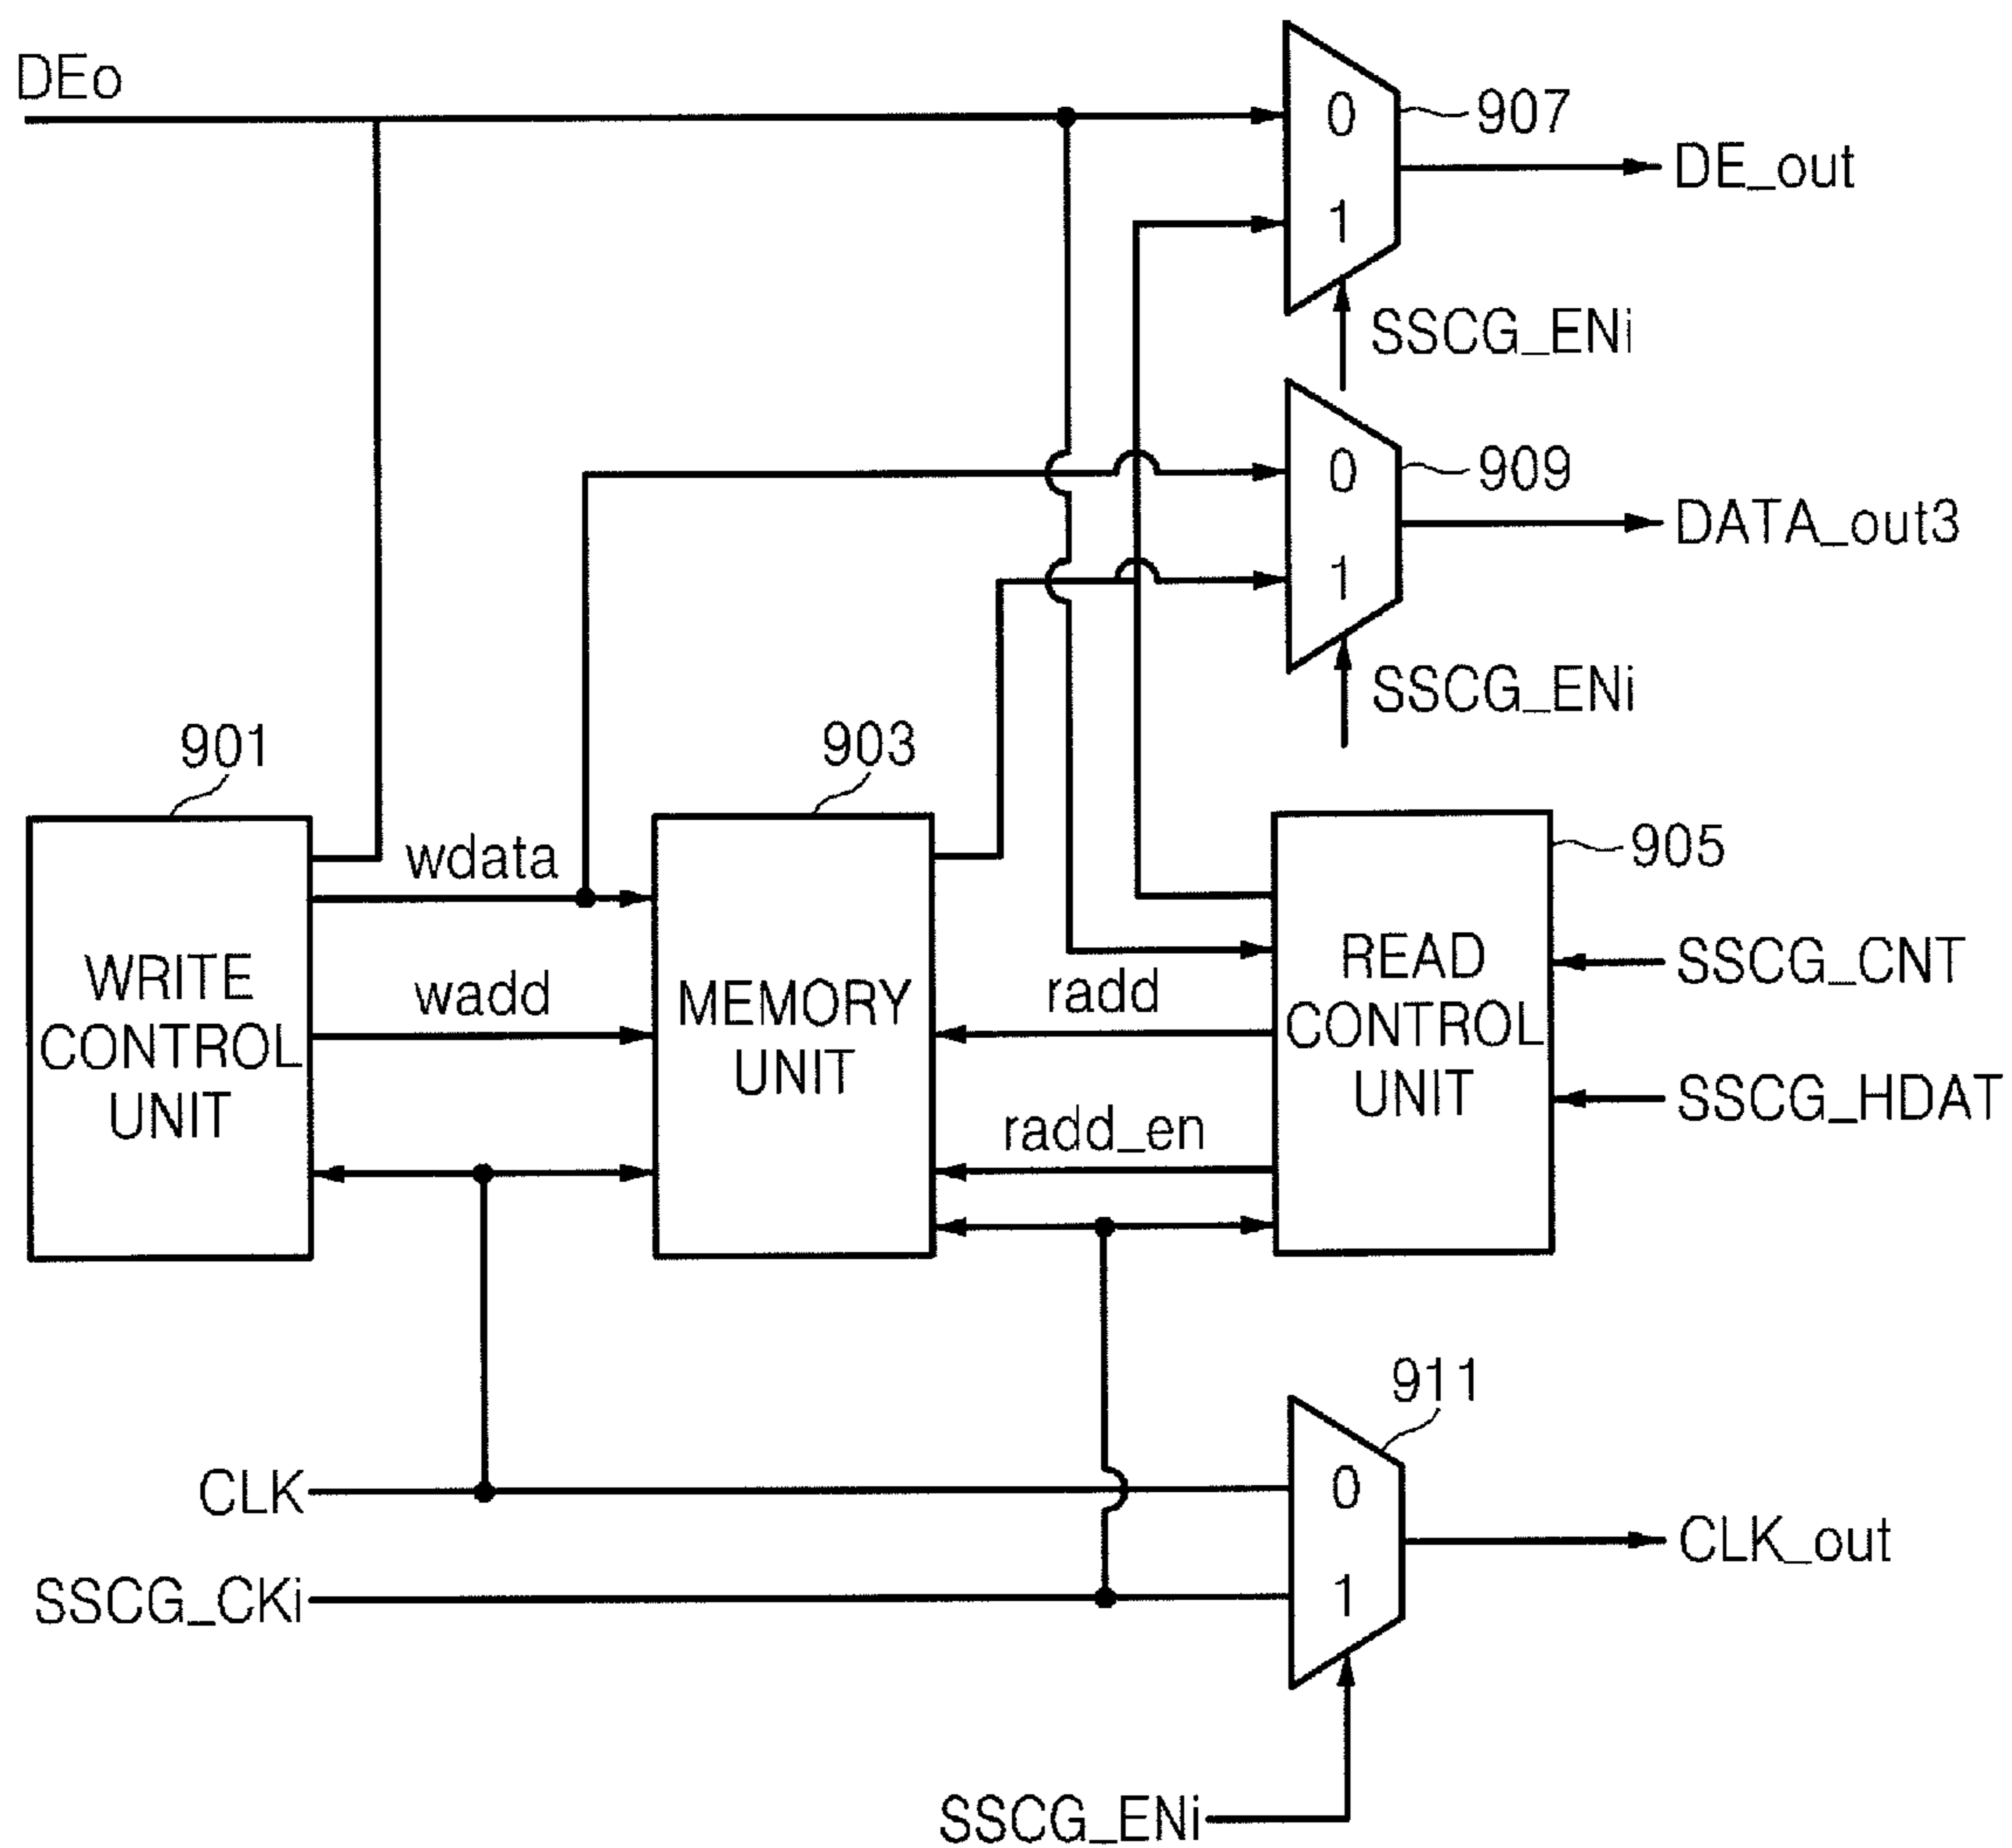 DEo
0
907
DE_out
1
SSCG_ENi
0
909
DATA_out3
1
SSCG_ENi
901
903
905
wdata
WRITE
CONTROL
UNIT
wadd
MEMORY
UNIT
radd
radd_en
READ
CONTROL
UNIT
SSCG_CNT
SSCG_HDAT
911
CLK
0
CLK_out
SSCG_CKi
1
SSCG_ENi